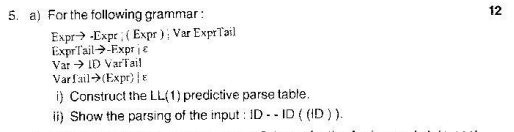 5. a) For the following grammar : 12
Expr→ -Expr ¦ ( Expr ) ¦ Var ExprTail
ExprTail→-Expr ¦ ε
Var → ID VarTail
VarTail→(Expr) | ε
i) Construct the LL(1) predictive parse table.
ii) Show the parsing of the input : ID - - ID ( (ID ) ).